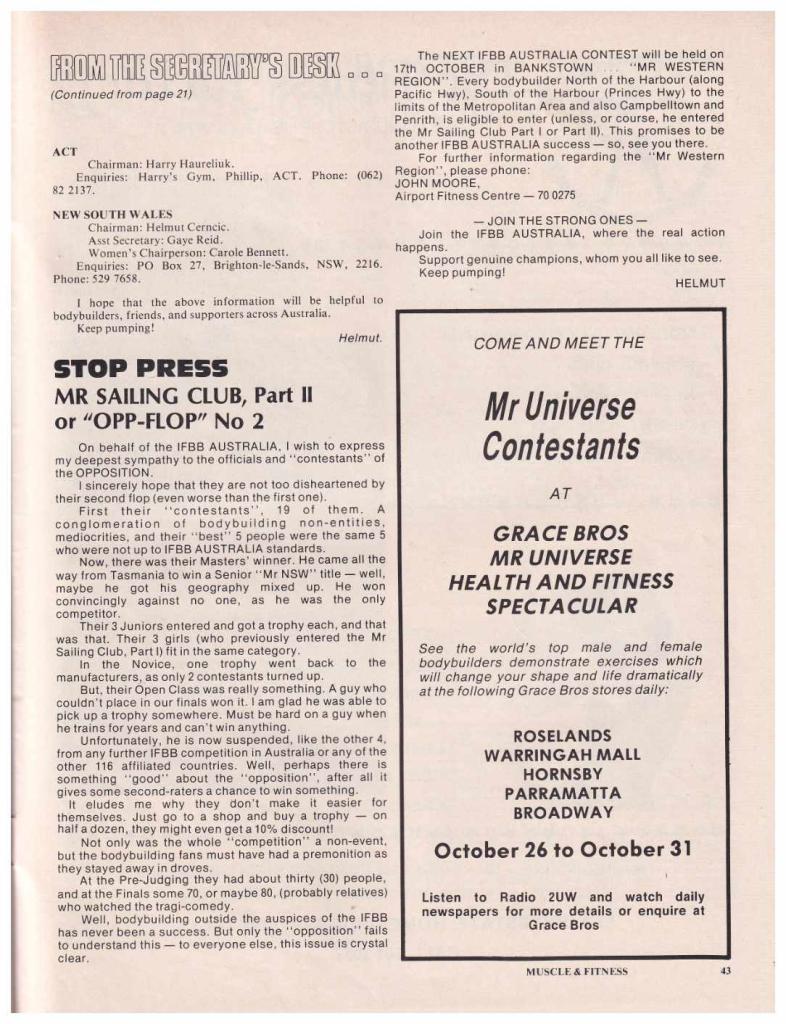 FROM THE SECRETARY'S DESK . . .
(Continued from page 21)
ACT
Chairman: Harry Haureliuk.
Enquiries: Harry's Gym, Phillip, ACT. Phone: (062)
82 2137.
NEW SOUTH WALES
Chairman: Helmut Cerncic.
Asst Secretary: Gaye Reid.
Women's Chairperson: Carole Bennett.
Enquiries: PO Box 27, Brighton-le-Sands, NSW, 2216.
Phone: 529 7658.
I hope that the above information will be helpful to
bodybuilders, friends, and supporters across Australia.
Keep pumping!
Helmut.
STOP PRESS
MR SAILING CLUB, Part II
or "OPP-FLOP" No 2
On behalf of the IFBB AUSTRALIA, I wish to express
my deepest sympathy to the officials and "contestants" of
the OPPOSITION.
I sincerely hope that they are not too disheartened by
their second flop (even worse than the first one).
First their "contestants", 19 of them. A
conglomeration of bodybuilding non-entities,
mediocrities, and their "best" 5 people were the same 5
who were not up to IFBB AUSTRALIA standards.
Now, there was their Masters' winner. He came all the
way from Tasmania to win a Senior "Mr NSW" title — well,
maybe he got his geography mixed up. He won
convincingly against no one, as he was the only
competitor.
Their 3 Juniors entered and got a trophy each, and that
was that. Their 3 girls (who previously entered the Mr
Sailing Club, Part I) fit in the same category.
In the Novice, one trophy went back to the
manufacturers, as only 2 contestants turned up.
But, their Open Class was really something. A guy who
couldn't place in our finals won it. I am glad he was able to
pick up a trophy somewhere. Must be hard on a guy when
he trains for years and can't win anything.
Unfortunately, he is now suspended, like the other 4,
from any further IFBB competition in Australia or any of the
other 116 affiliated countries. Well, perhaps there is
something "good" about the "opposition", after all it
gives some second-raters a chance to win something.
It eludes me why they don't make it easier for
themselves. Just go to a shop and buy a trophy — on
half a dozen, they might even get a 10% discount!
Not only was the whole "competition" a non-event,
but the bodybuilding fans must have had a premonition as
they stayed away in droves.
At the Pre-Judging they had about thirty (30) people,
and at the Finals some 70, or maybe 80, (probably relatives)
who watched the tragi-comedy.
Well, bodybuilding outside the auspices of the IFBB
has never been a success. But only the "opposition" fails
to understand this — to everyone else, this issue is crystal
clear.
The NEXT IFBB AUSTRALIA CONTEST will be held on
17th OCTOBER in BANKSTOWN . . . "MR WESTERN
REGION". Every bodybuilder North of the Harbour (along
Pacific Hwy), South of the Harbour (Princes Hwy) to the
limits of the Metropolitan Area and also Campbelltown and
Penrith, is eligible to enter (unless, or course, he entered
the Mr Sailing Club Part I or Part II). This promises to be
another IFBB AUSTRALIA success — so, see you there.
For further information regarding the "Mr Western
Region", please phone:
JOHN MOORE,
Airport Fitness Centre — 70 0275
— JOIN THE STRONG ONES —
Join the IFBB AUSTRALIA, where the real action
happens.
Support genuine champions, whom you all like to see.
Keep pumping!
HELMUT
COME AND MEET THE
Mr Universe
Contestants
AT
GRACE BROS
MR UNIVERSE
HEALTH AND FITNESS
SPECTACULAR
See the world's top male and female
bodybuilders demonstrate exercises which
will change your shape and life dramatically
at the following Grace Bros stores daily:
ROSELANDS
WARRINGAH MALL
HORNSBY
PARRAMATTA
BROADWAY
October 26 to October 31
Listen to Radio 2UW and watch daily
newspapers for more details or enquire at
Grace Bros
MUSCLE & FITNESS 43